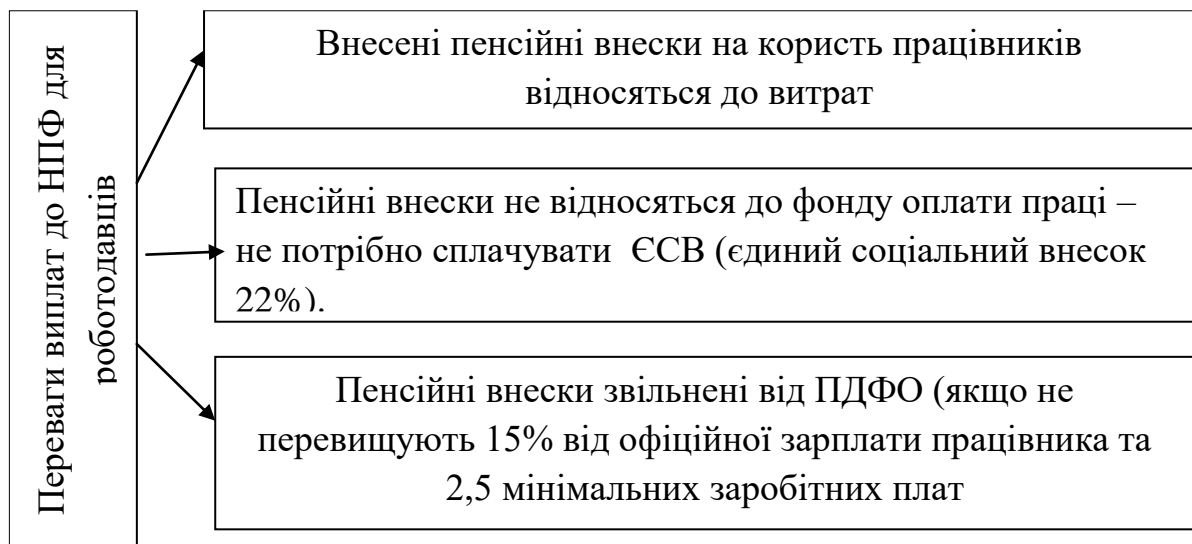 Переваги виплат до НПФ для
роботодавців
Внесені пенсійні внески на користь працівників
відносяться до витрат
Пенсійні внески не відносяться до фонду оплати праці –
не потрібно сплачувати ЄСВ (єдиний соціальний внесок
22%).
Пенсійні внески звільнені від ПДФО (якщо не
перевищують 15% від офіційної зарплати працівника та
2,5 мінімальних заробітних плат